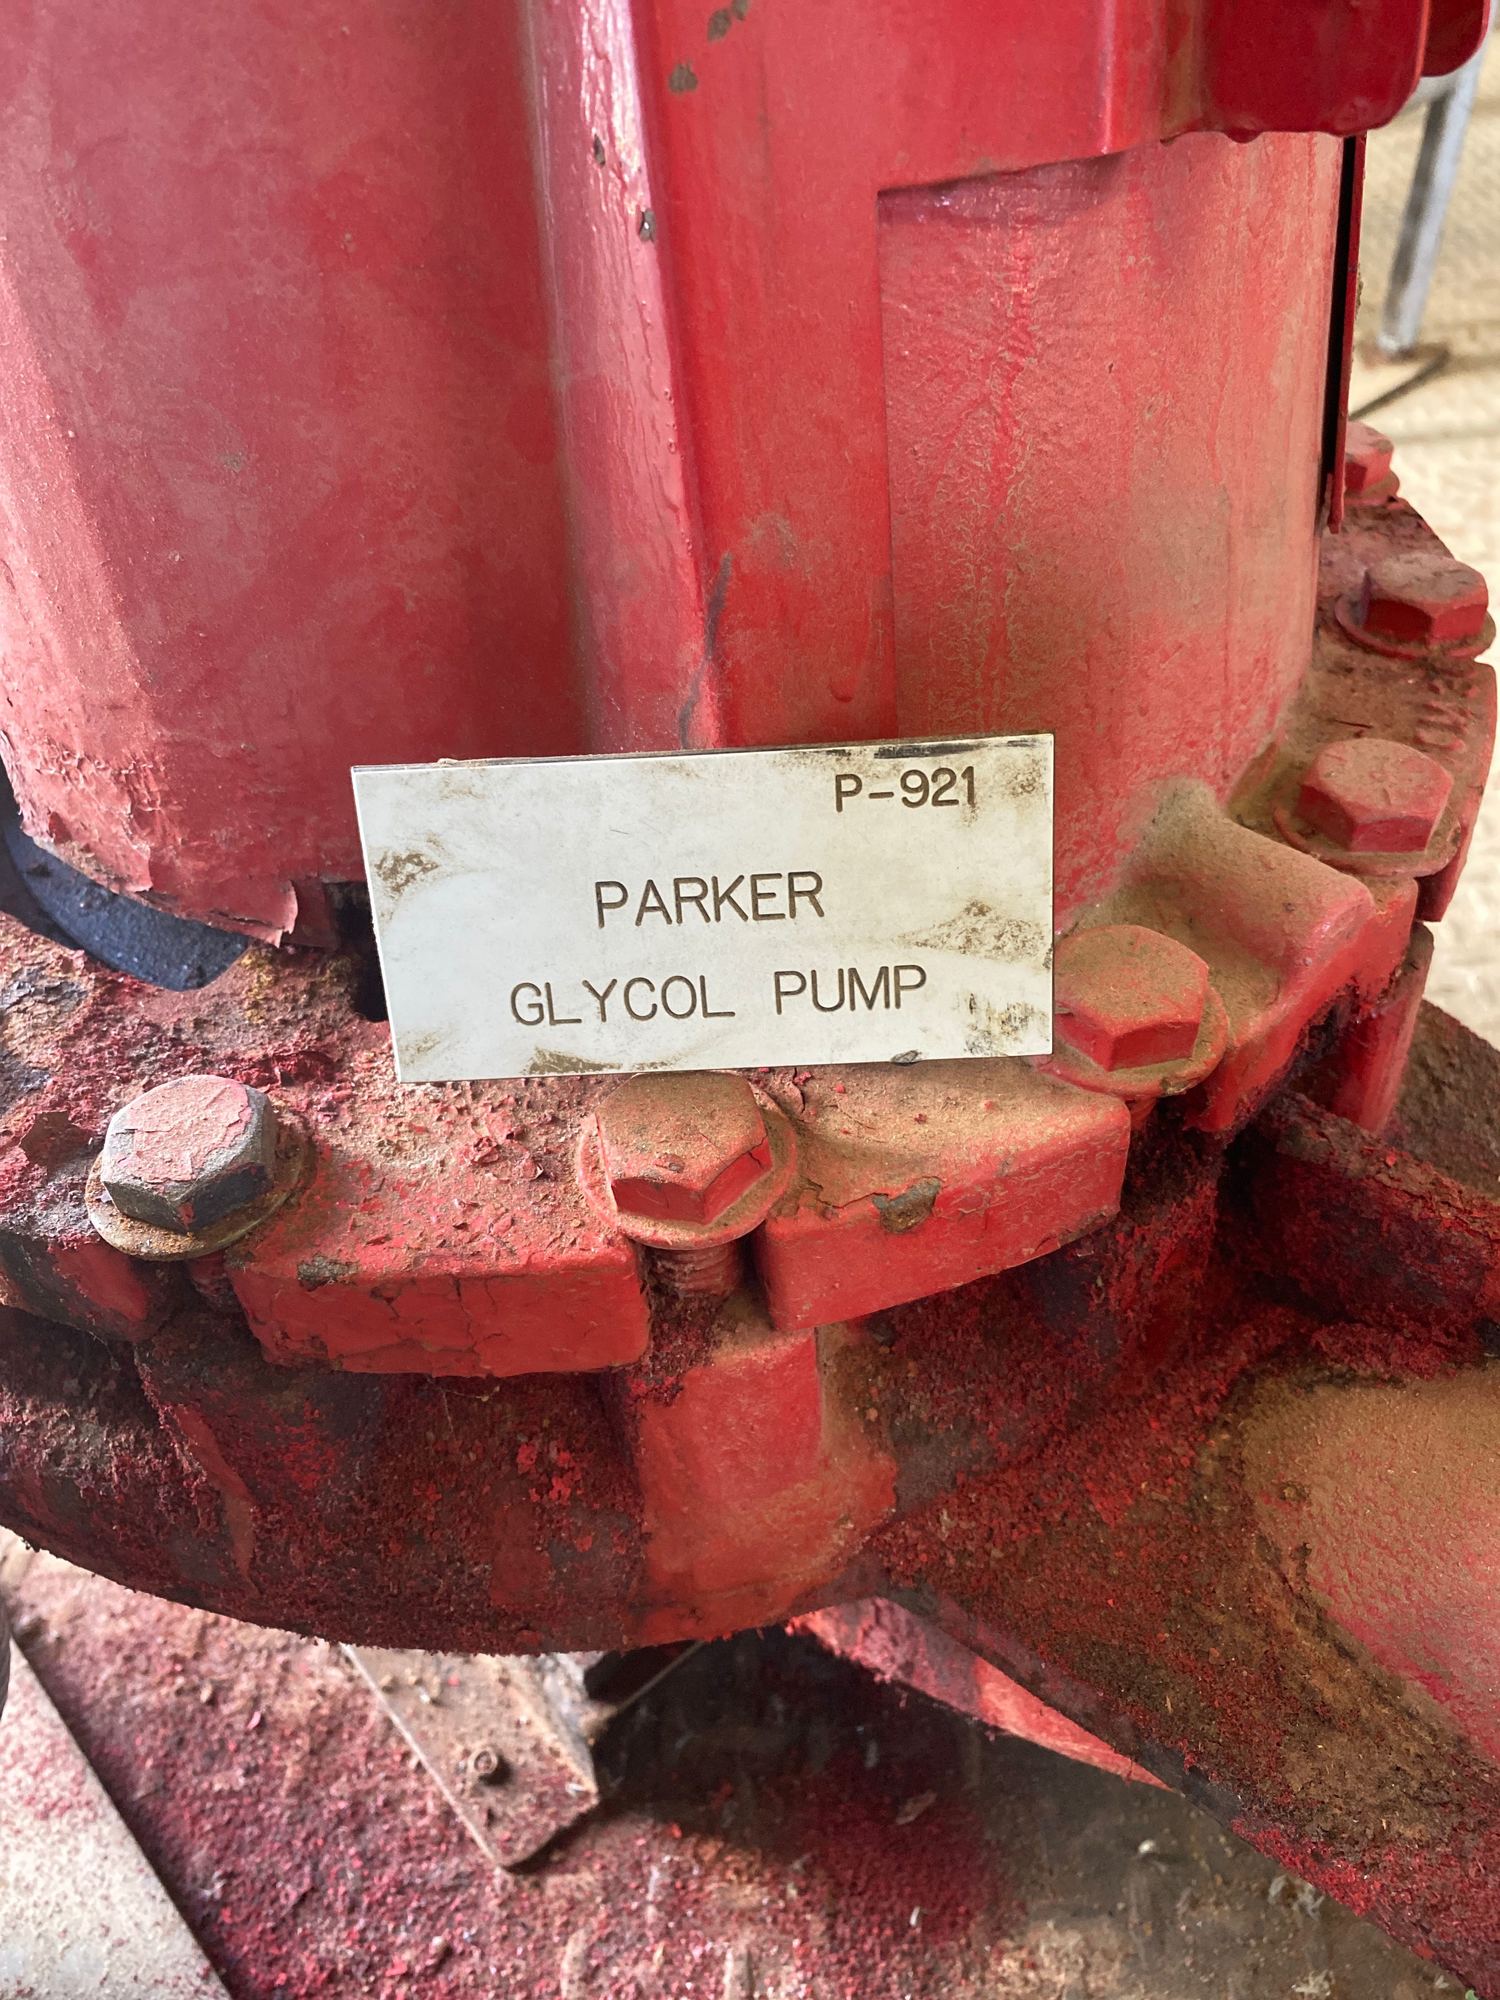 P-921
PARKER
GLYCOL PUMP